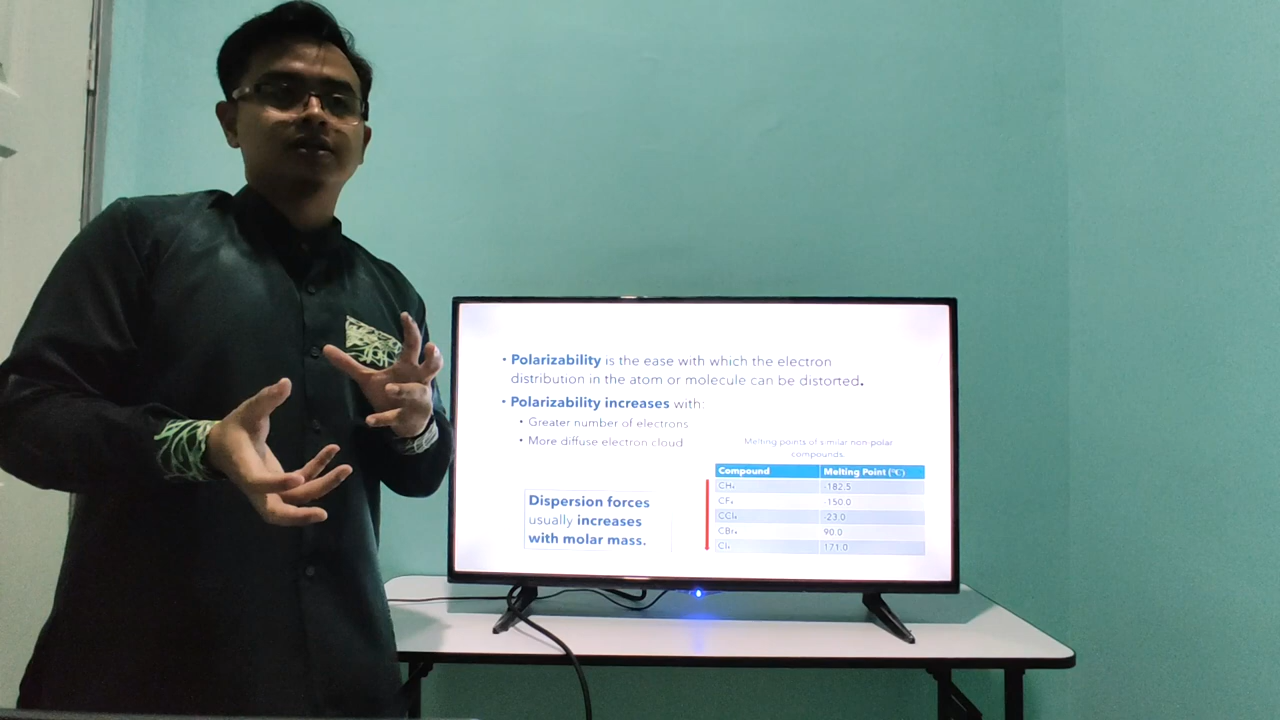 • Polarizability is the ease with which the electron
distribution in the atom or molecule can be distorted.
• Polarizability increases with:
• Greater number of electrons
• More diffuse electron cloud
Dispersion forces
usually increases
with molar mass.
Melting points of similar non-polar
compounds.
Compound Melting Point (°C)
CH₄ -182.5
CF₄ -150.0
CCl₄ -23.0
CBr₄ 90.0
CI₄ 171.0